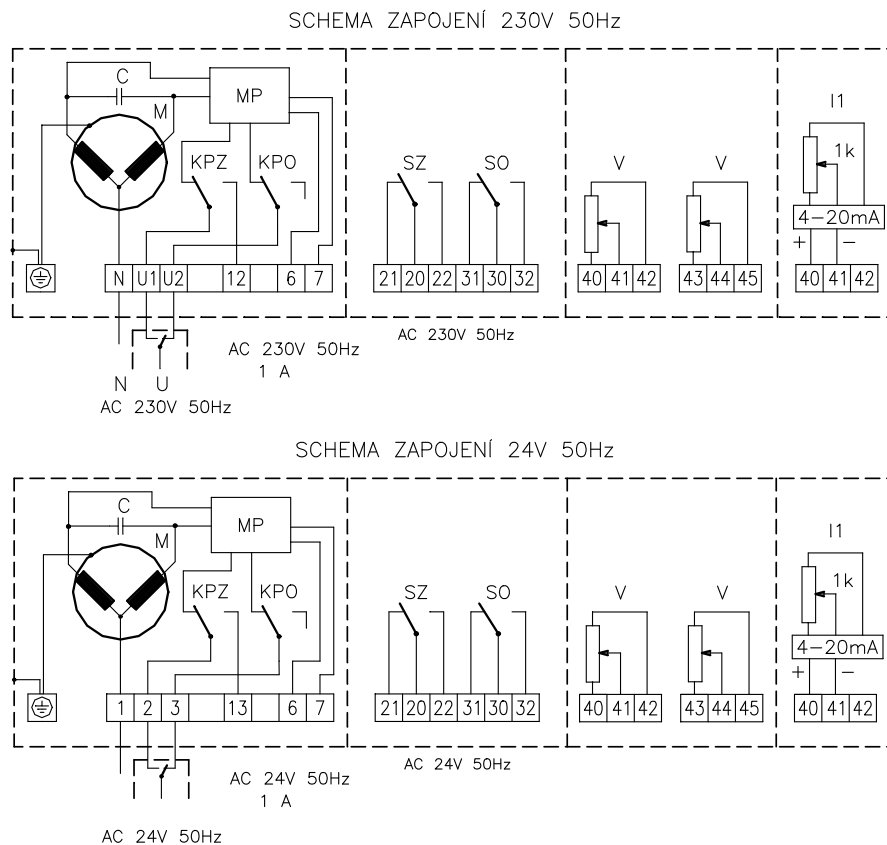 SCHEMA ZAPOJENÍ 230V 50Hz
C
M
MP
KPZ
KPO
SZ
SO
V
V
I1
1k
4-20mA
+
-
N
U1
U2
12
6
7
21
20
22
31
30
32
40
41
42
43
44
45
40
41
42
AC 230V 50Hz
1 A
AC 230V 50Hz
N
U
AC 230V 50Hz
SCHEMA ZAPOJENÍ 24V 50Hz
C
M
MP
KPZ
KPO
SZ
SO
V
V
I1
1k
4-20mA
+
-
1
2
3
13
6
7
21
20
22
31
30
32
40
41
42
43
44
45
40
41
42
AC 24V 50Hz
1 A
AC 24V 50Hz
AC 24V 50Hz